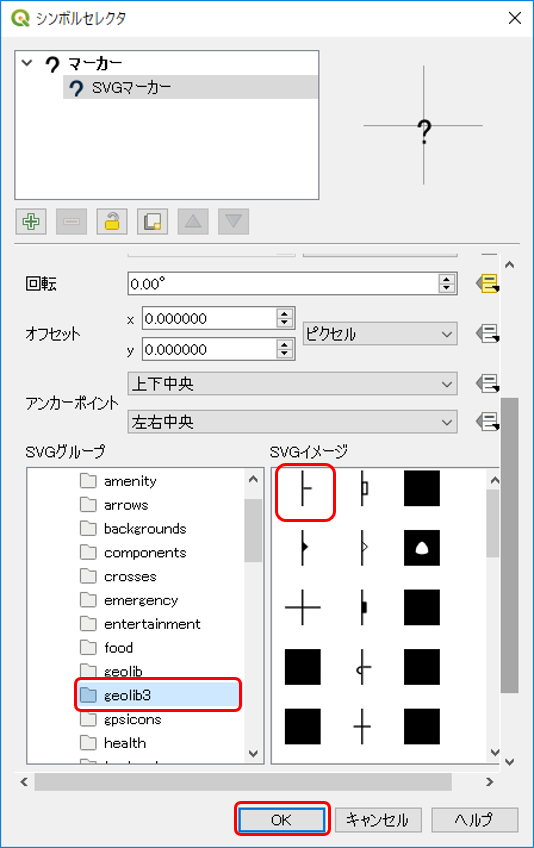 シンボルセレクタ
マーカー
SVGマーカー
回転
0.00°
オフセット
x 0.000000
y 0.000000
ピクセル
アンカーポイント
上下中央
左右中央
SVGグループ
SVGイメージ
amenity
arrows
backgrounds
components
crosses
emergency
entertainment
food
geolib
geolib3
gpsicons
health
OK
キャンセル
ヘルプ